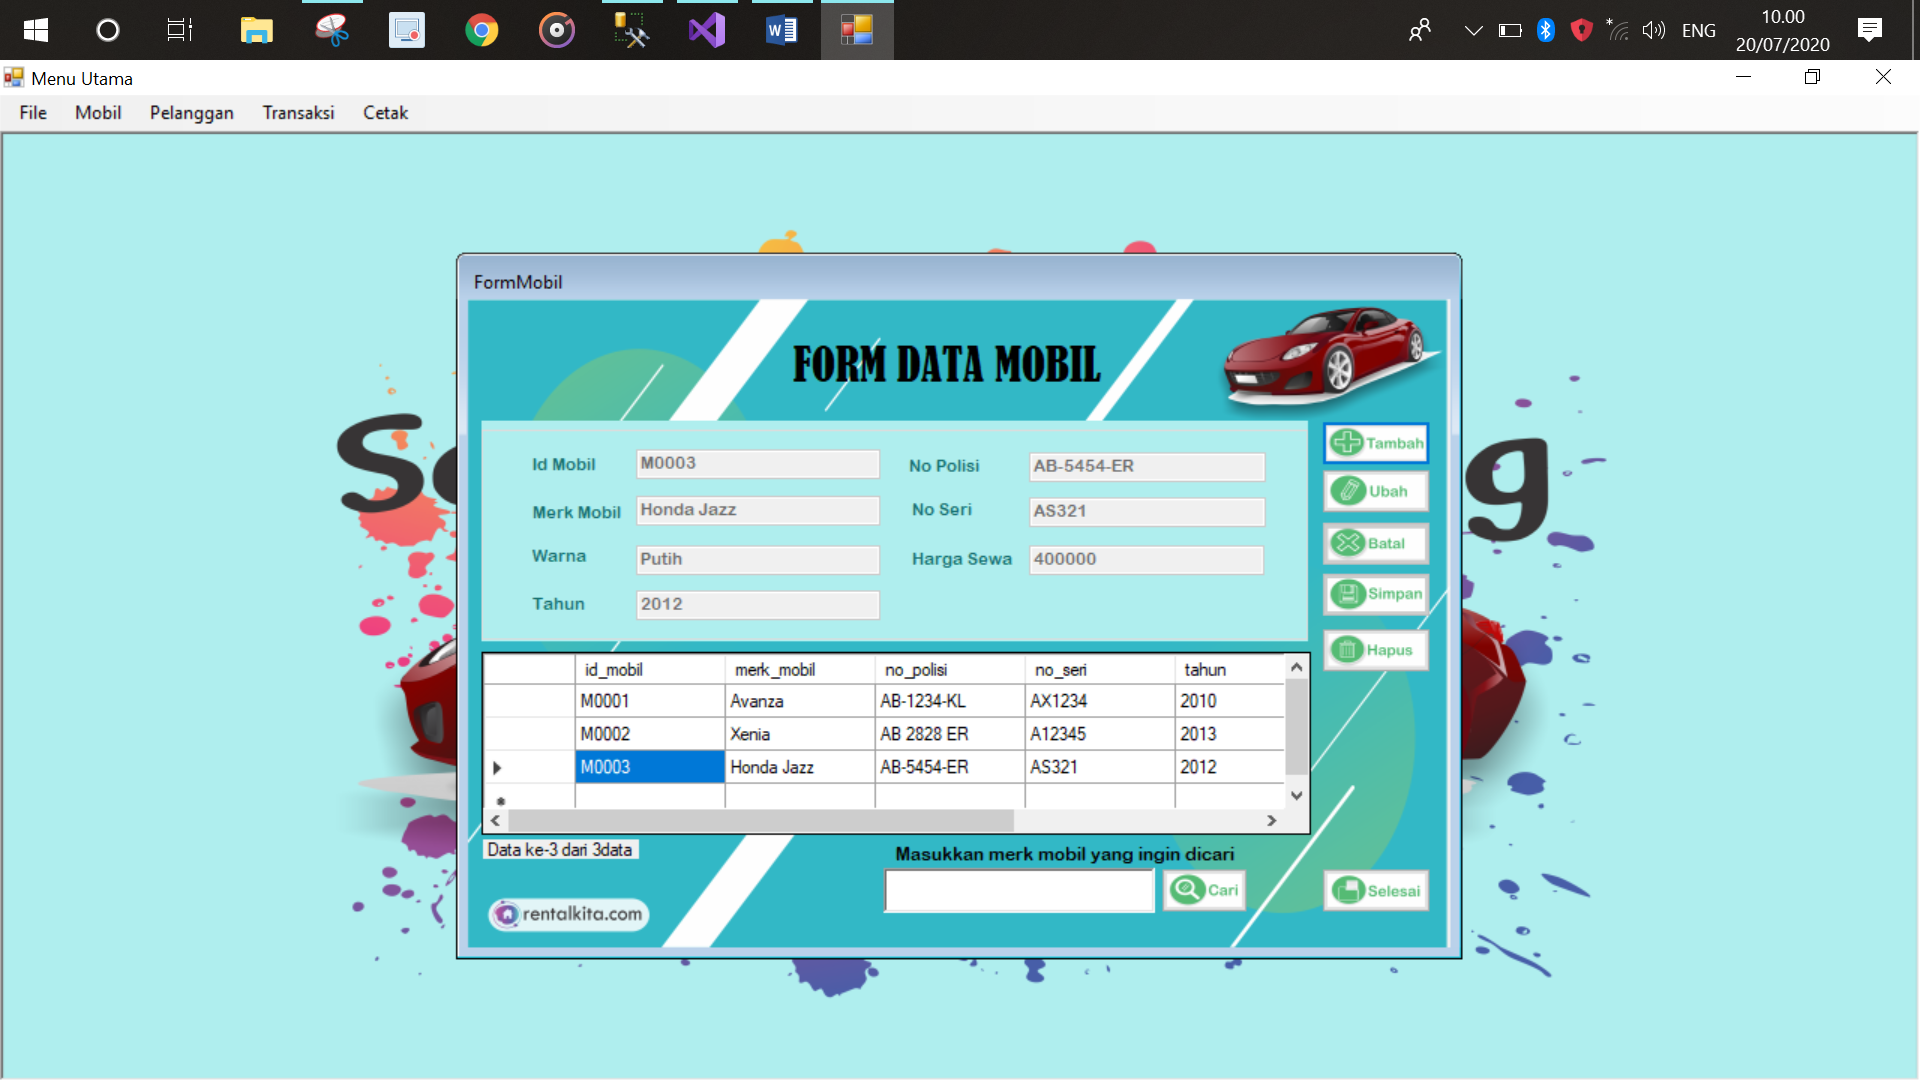 ENG
10.00
20/07/2020
Menu Utama
File Mobil Pelanggan Transaksi Cetak
FormMobil
FORM DATA MOBIL
Id Mobil M0003 No Polisi AB-5454-ER
Merk Mobil Honda Jazz No Seri AS321
Warna Putih Harga Sewa 400000
Tahun 2012
Tambah
Ubah
Batal
Simpan
Hapus
id_mobil merk_mobil no_polisi no_seri tahun
M0001 Avanza AB-1234-KL AX1234 2010
M0002 Xenia AB 2828 ER A12345 2013
M0003 Honda Jazz AB-5454-ER AS321 2012
Data ke-3 dari 3data
Masukkan merk mobil yang ingin dicari
Cari
Selesai
rentalkita.com